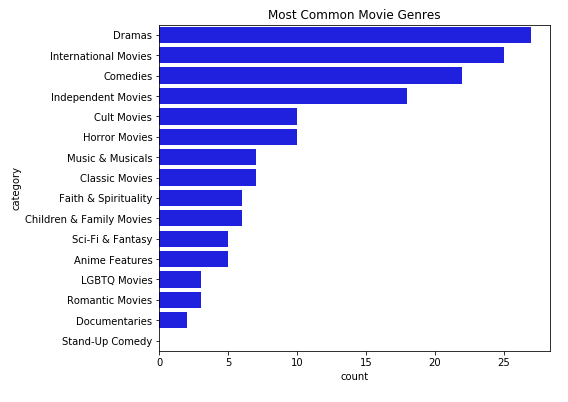 Most Common Movie Genres
Dramas
International Movies
Comedies
Independent Movies
Cult Movies
Horror Movies
Music & Musicals
Classic Movies
Faith & Spirituality
Children & Family Movies
Sci-Fi & Fantasy
Anime Features
LGBTQ Movies
Romantic Movies
Documentaries
Stand-Up Comedy
category
0 5 10 15 20 25
count